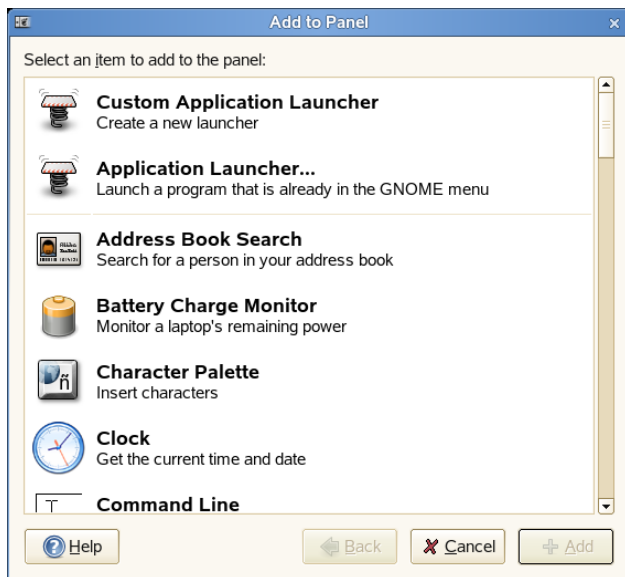 Add to Panel
Select an item to add to the panel:
Custom Application Launcher
Create a new launcher
Application Launcher...
Launch a program that is already in the GNOME menu
Address Book Search
Search for a person in your address book
Battery Charge Monitor
Monitor a laptop's remaining power
ñ
Character Palette
Insert characters
Clock
Get the current time and date
Command Line
Help
Back
Cancel
Add